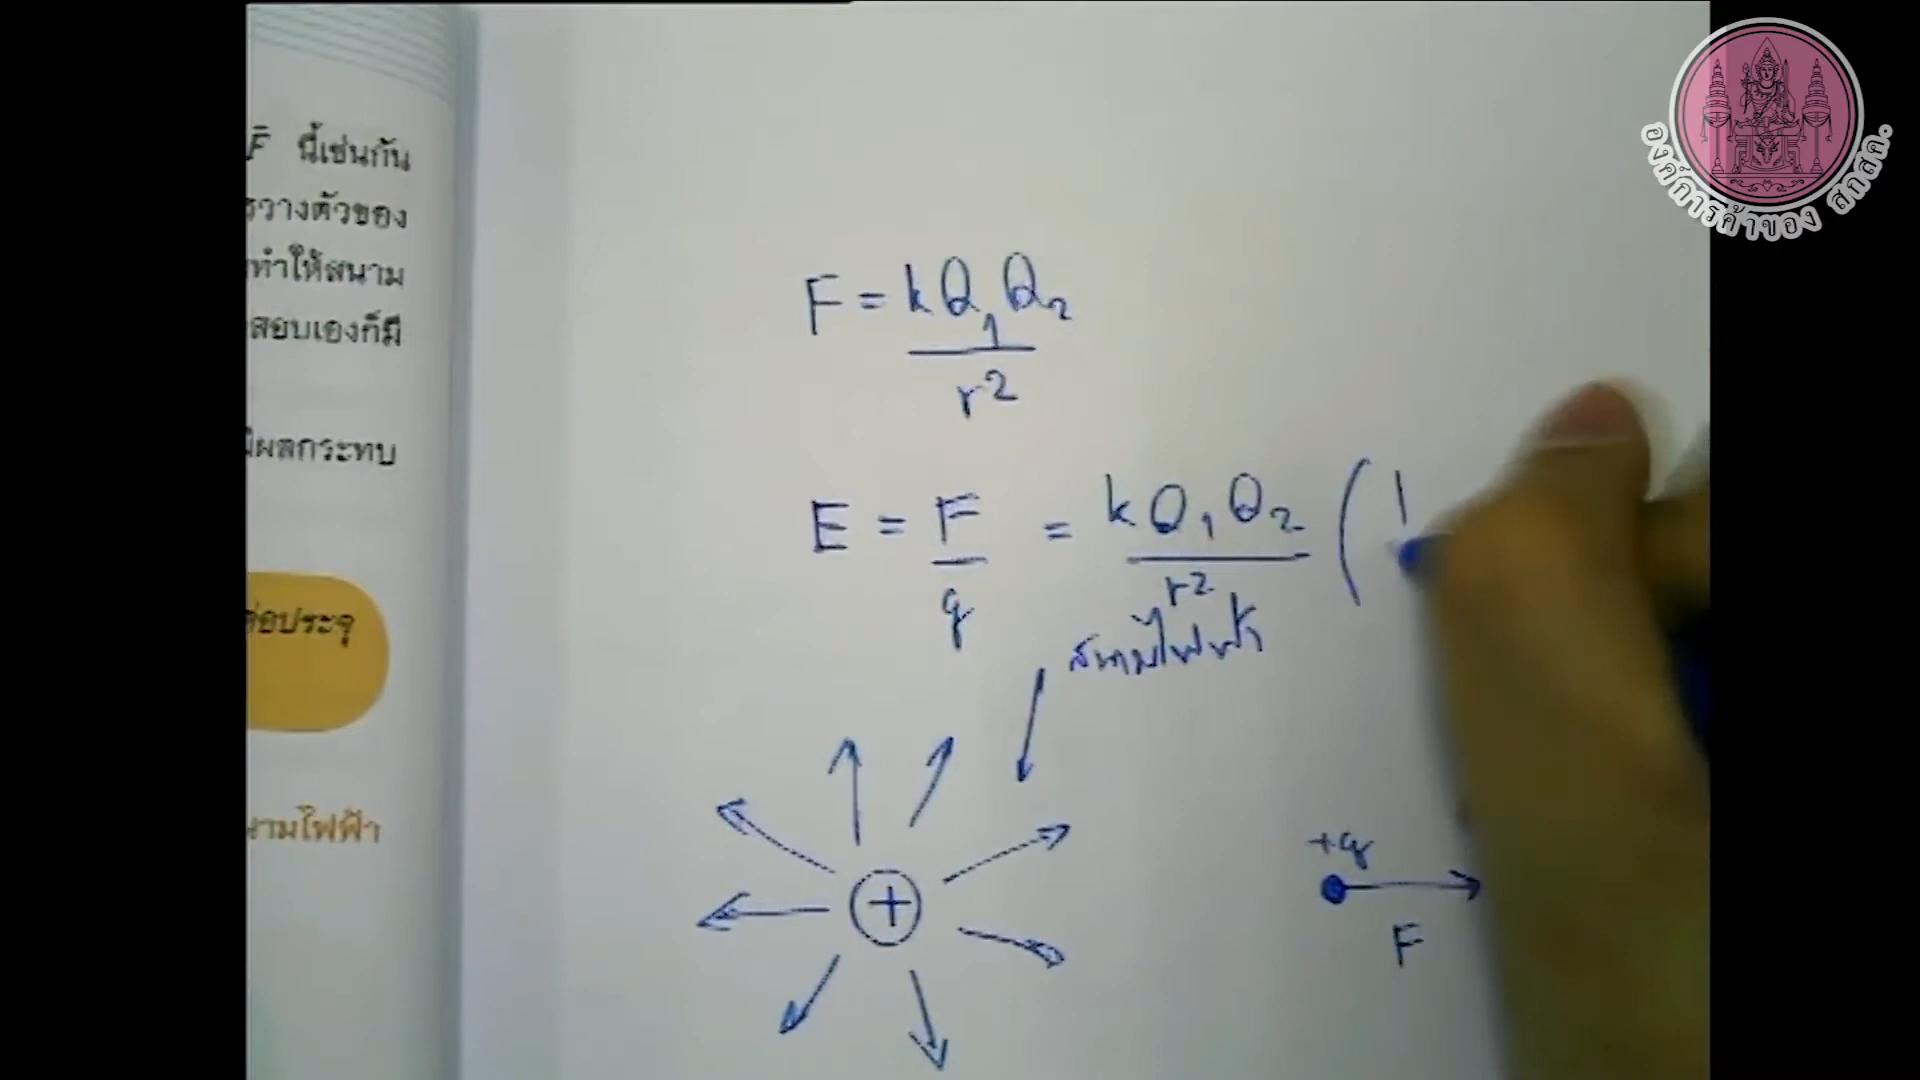 F นี้เช่นกัน
วางตัวของ
ทำให้สนาม
สอบเองก็มี
มีผลกระทบ
ต่อประจุ
นามไฟฟ้า
F = kQ₁Q₂
r²
E = F = kQ₁Q₂ ( 1
q r²
สนามไฟฟ้า
+
+q
F
องค์การค้าของ สกสค.